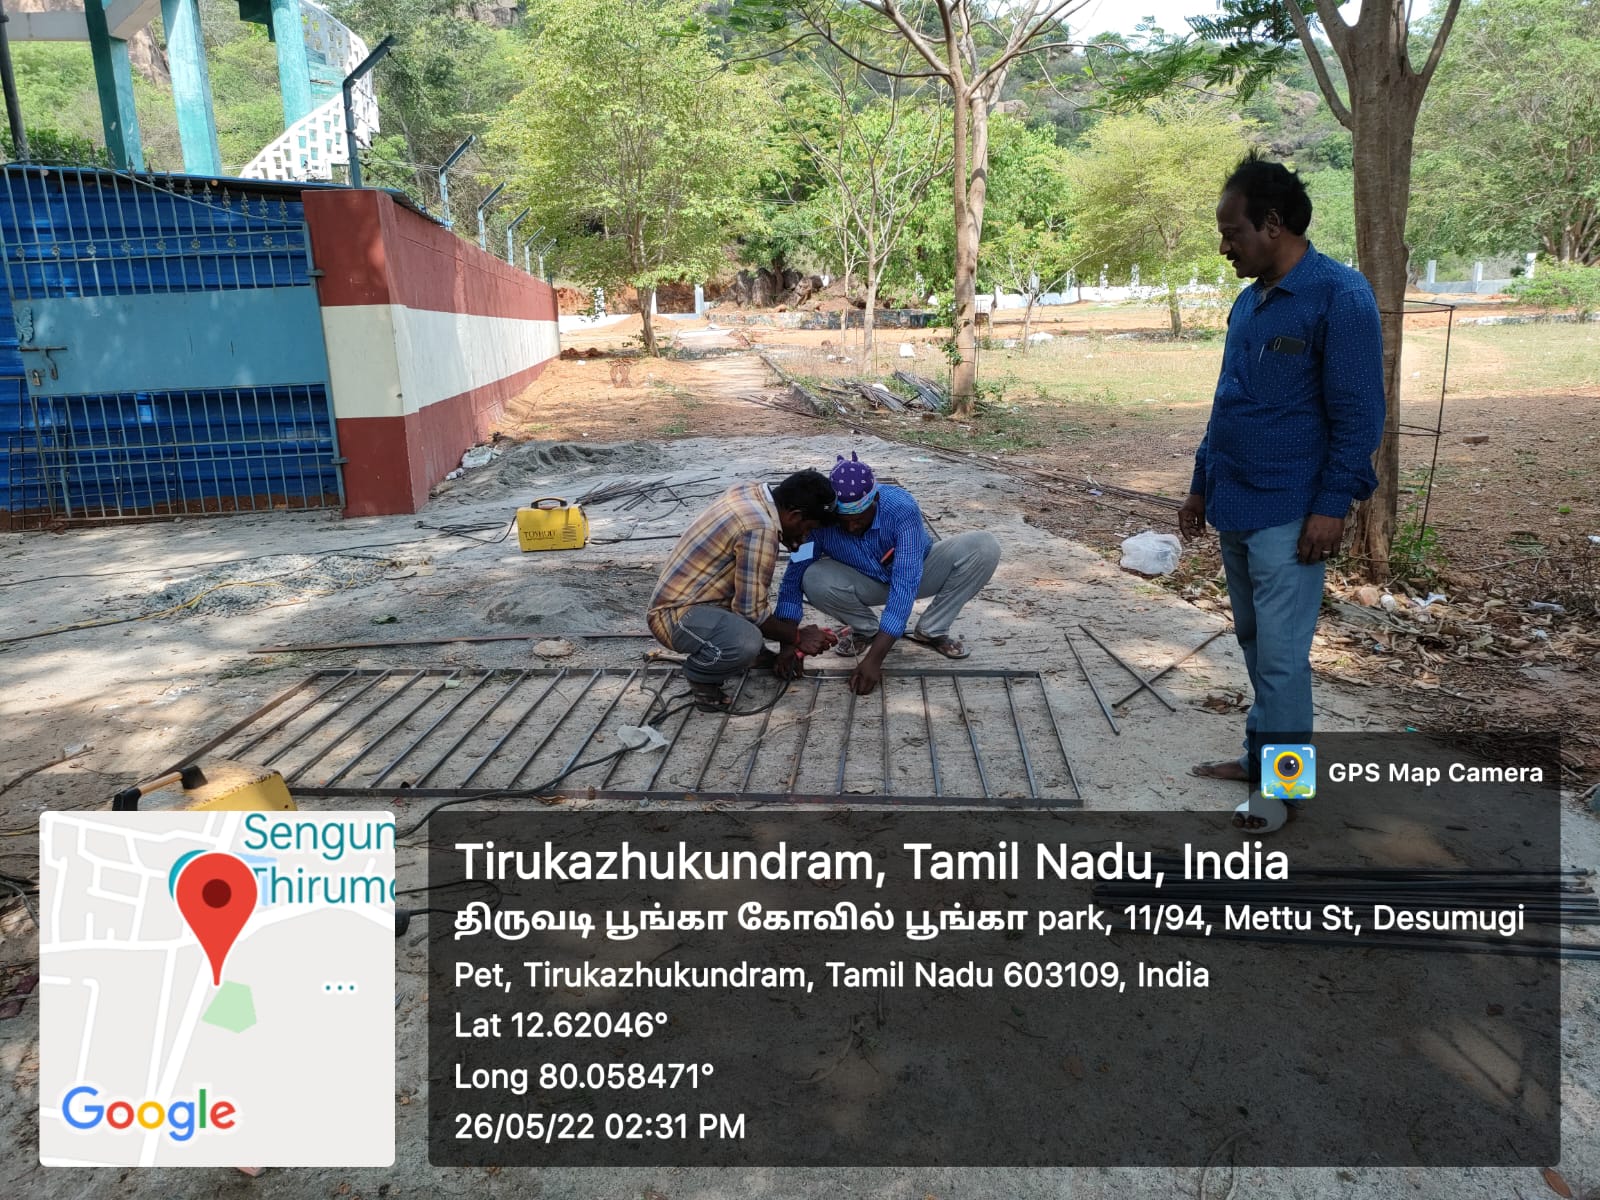 TOYHOD
GPS Map Camera
Sengun
Thirum
Google
Tirukazhukundram, Tamil Nadu, India
திருவடி பூங்கா கோவில் பூங்கா park, 11/94, Mettu St, Desumugi
Pet, Tirukazhukundram, Tamil Nadu 603109, India
Lat 12.62046°
Long 80.058471°
26/05/22 02:31 PM